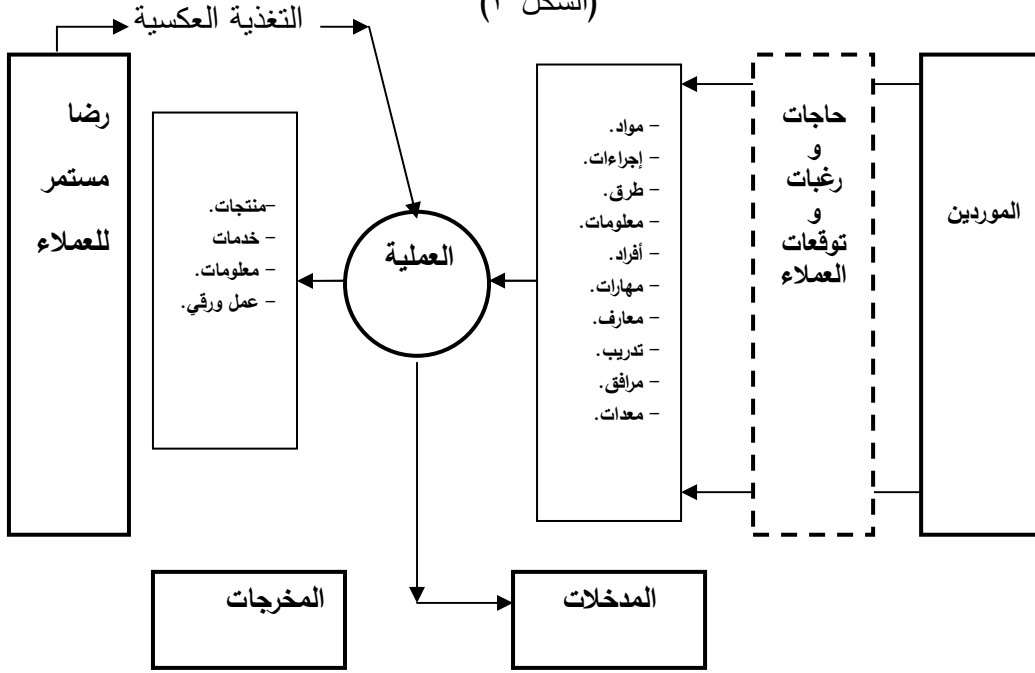 (الشكل ٣)
التغذية العكسية
الموردين
حاجات
و
رغبات
و
توقعات
العملاء
– مواد.
– إجراءات.
– طرق.
– معلومات.
– أفراد.
– مهارات.
– معارف.
– تدريب.
– مرافق.
– معدات.
العملية
–منتجات.
– خدمات
– معلومات.
– عمل ورقي.
رضا
مستمر
للعملاء
المدخلات
المخرجات